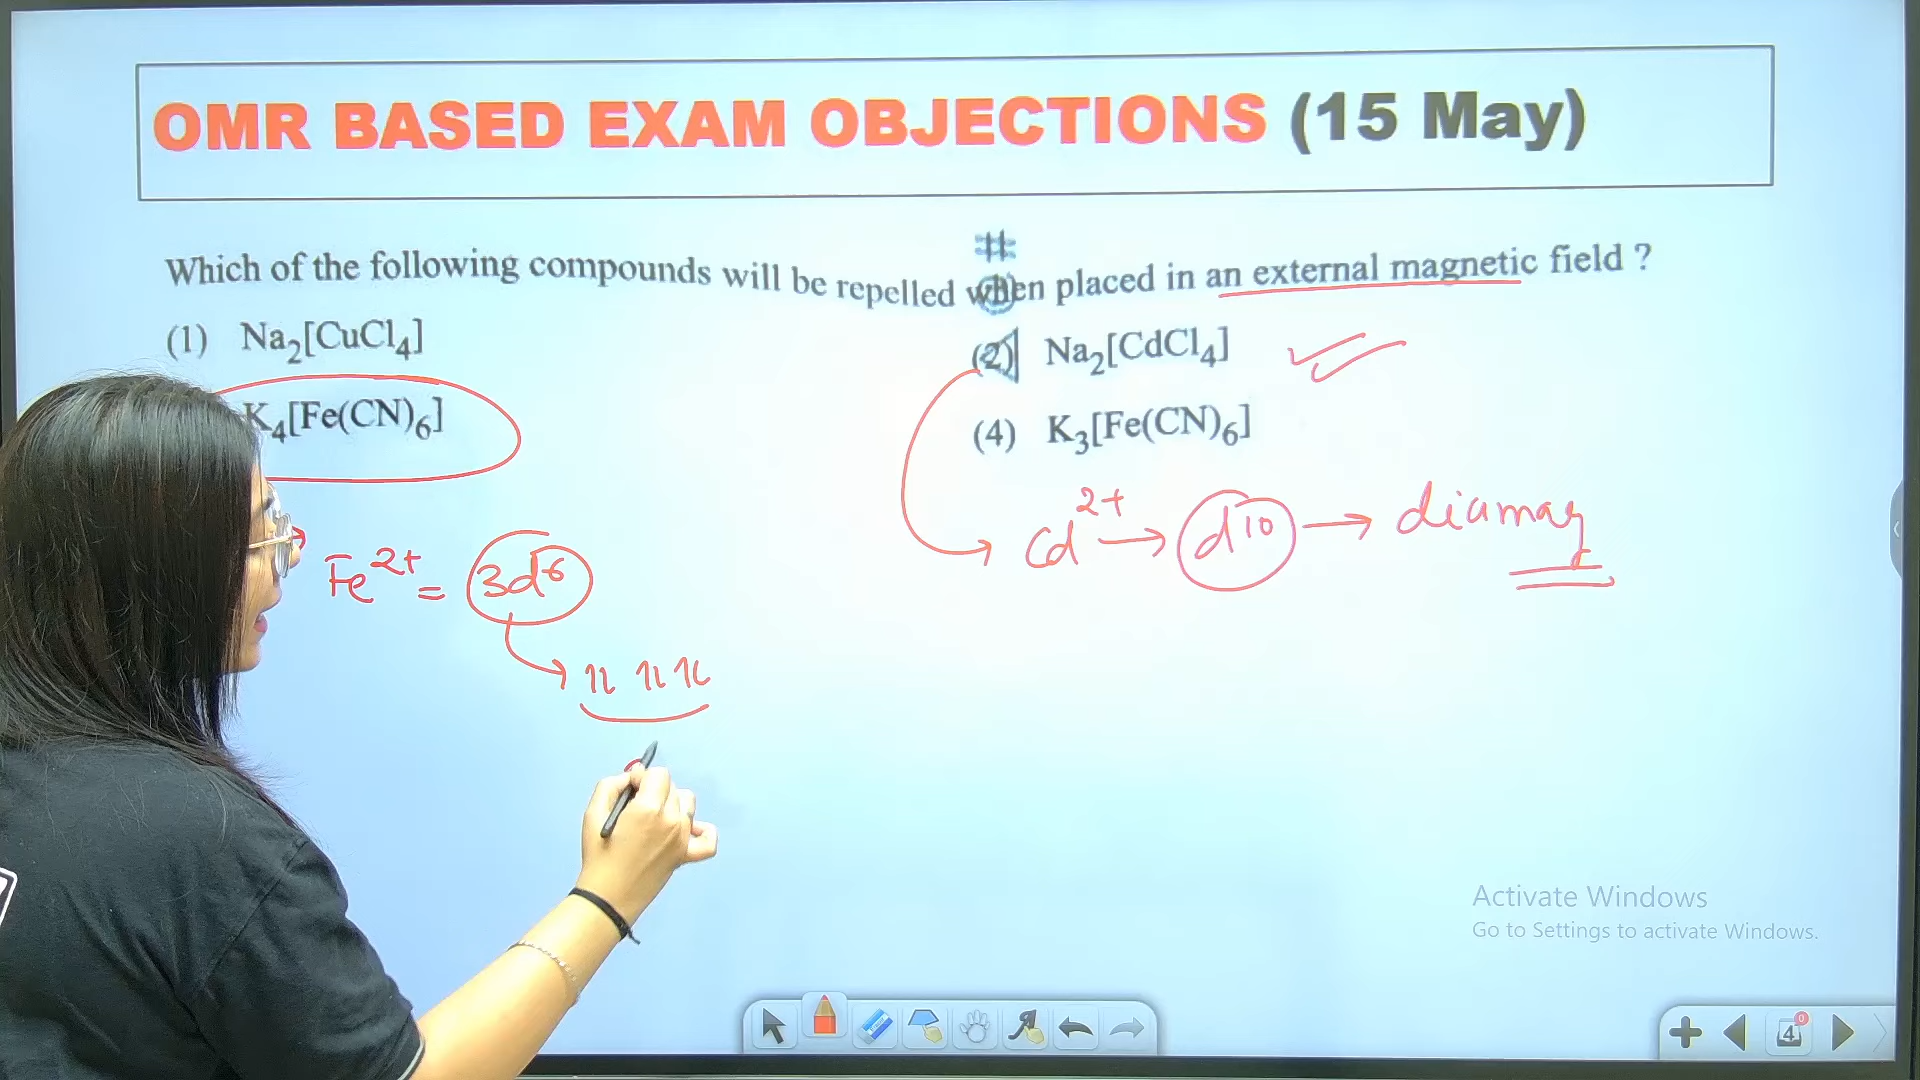 OMR BASED EXAM OBJECTIONS (15 May)
Which of the following compounds will be repelled when placed in an external magnetic field ?
(1) Na2[CuCl4]
(2) Na2[CdCl4]
K4[Fe(CN)6]
(4) K3[Fe(CN)6]
Cd2+ → d10 → diamag
Fe2+ = 3d6
Activate Windows
Go to Settings to activate Windows.
4
0